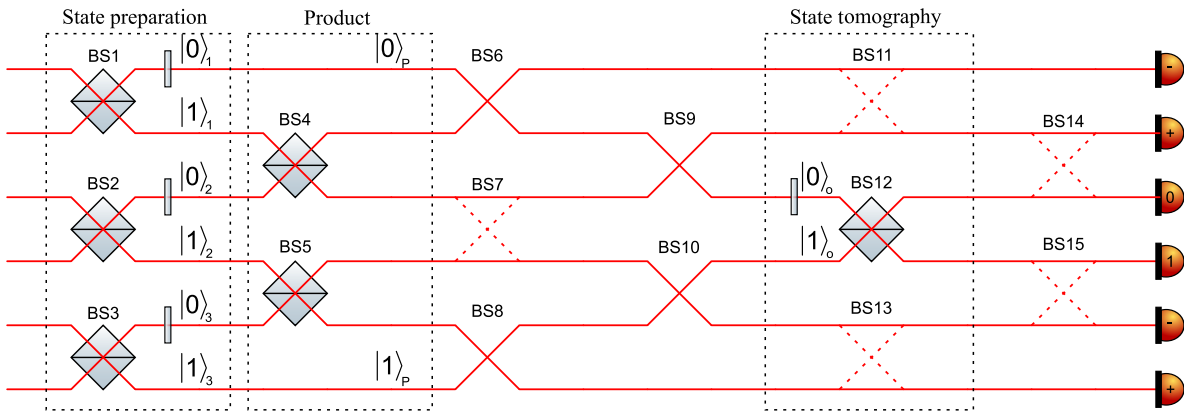 State preparation
Product
State tomography
BS1
|0⟩₁
|0⟩ₚ
BS6
BS11
-
|1⟩₁
BS4
BS9
BS14
+
BS2
|0⟩₂
BS7
|0⟩ₒ
BS12
0
|1⟩₂
BS5
BS10
|1⟩ₒ
BS15
1
BS3
|0⟩₃
BS8
BS13
-
|1⟩₃
|1⟩ₚ
+